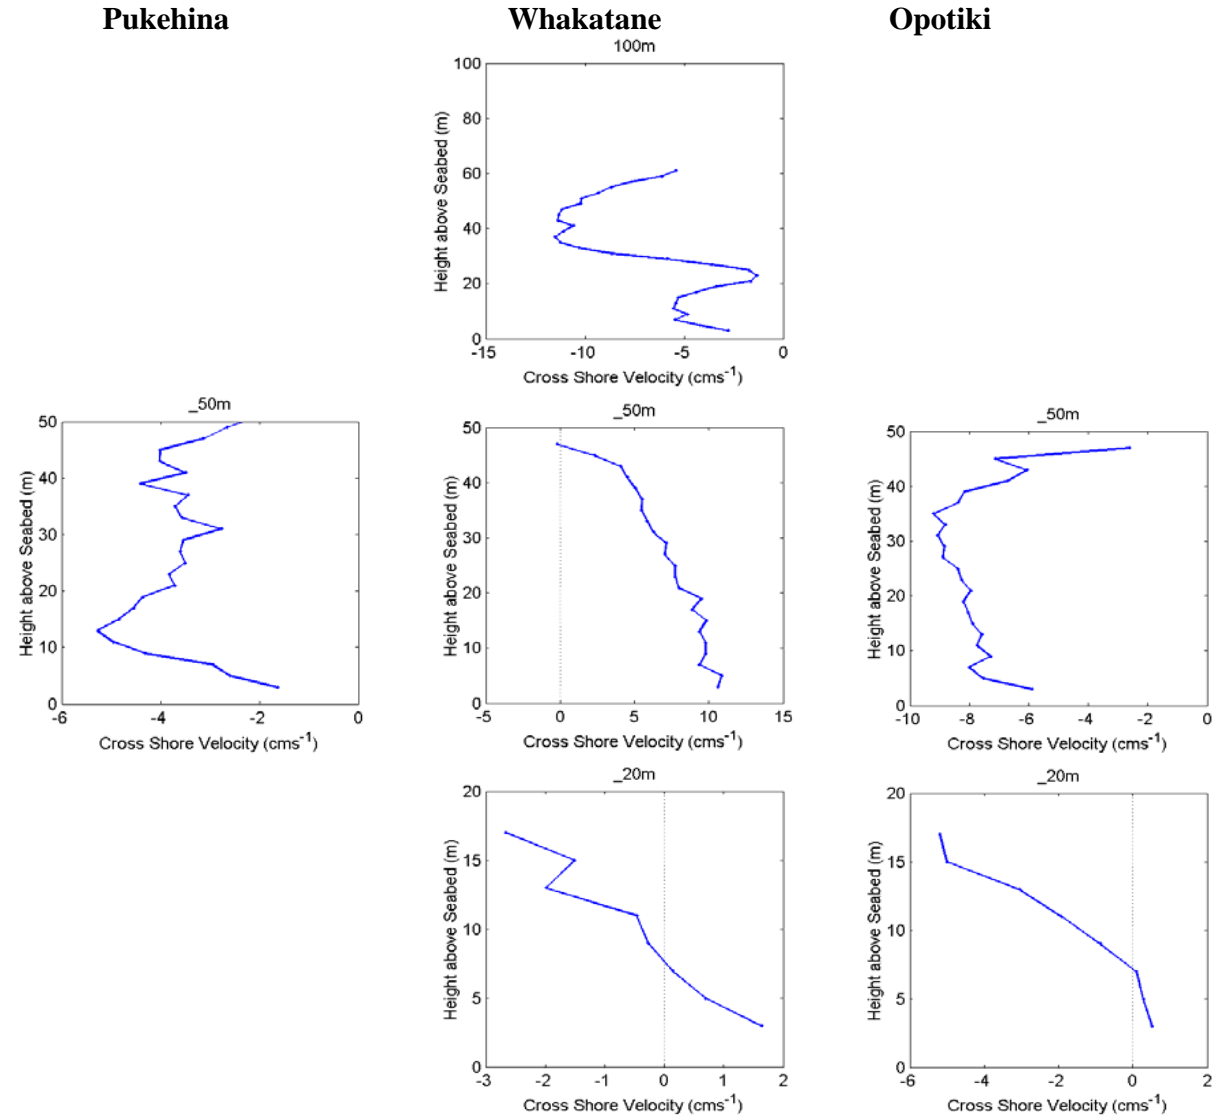 Pukehina Whakatane Opotiki
100m
100
80
60
40
20
0
-15 -10 -5 0
Height above Seabed (m)
Cross Shore Velocity (cms-1)
_50m
50
40
30
20
10
0
-6 -4 -2 0
Height above Seabed (m)
Cross Shore Velocity (cms-1)
_50m
50
40
30
20
10
0
-5 0 5 10 15
Height above Seabed (m)
Cross Shore Velocity (cms-1)
_50m
50
40
30
20
10
0
-10 -8 -6 -4 -2 0
Height above Seabed (m)
Cross Shore Velocity (cms-1)
_20m
20
15
10
5
0
-3 -2 -1 0 1 2
Height above Seabed (m)
Cross Shore Velocity (cms-1)
_20m
20
15
10
5
0
-6 -4 -2 0 2
Height above Seabed (m)
Cross Shore Velocity (cms-1)